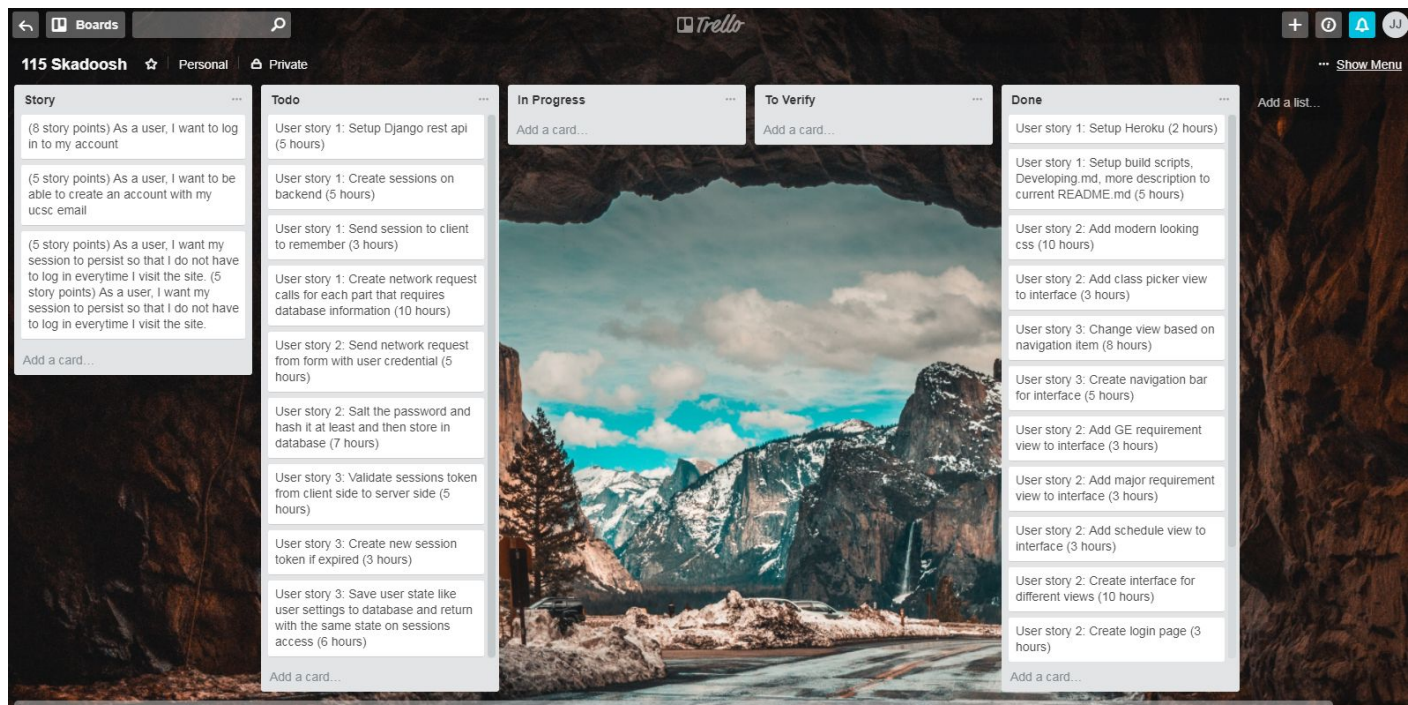 Boards
Trello
JJ
115 Skadoosh
Personal
Private
... Show Menu
Story
...
(8 story points) As a user, I want to log
in to my account
(5 story points) As a user, I want to be
able to create an account with my
ucsc email
(5 story points) As a user, I want my
session to persist so that I do not have
to log in everytime I visit the site. (5
story points) As a user, I want my
session to persist so that I do not have
to log in everytime I visit the site.
Add a card...
Todo
...
User story 1: Setup Django rest api
(5 hours)
User story 1: Create sessions on
backend (5 hours)
User story 1: Send session to client
to remember (3 hours)
User story 1: Create network request
calls for each part that requires
database information (10 hours)
User story 2: Send network request
from form with user credential (5
hours)
User story 2: Salt the password and
hash it at least and then store in
database (7 hours)
User story 3: Validate sessions token
from client side to server side (5
hours)
User story 3: Create new session
token if expired (3 hours)
User story 3: Save user state like
user settings to database and return
with the same state on sessions
access (6 hours)
Add a card...
In Progress
...
Add a card...
To Verify
...
Add a card...
Done
...
User story 1: Setup Heroku (2 hours)
User story 1: Setup build scripts,
Developing.md, more description to
current README.md (5 hours)
User story 2: Add modern looking
css (10 hours)
User story 2: Add class picker view
to interface (3 hours)
User story 3: Change view based on
navigation item (8 hours)
User story 3: Create navigation bar
for interface (5 hours)
User story 2: Add GE requirement
view to interface (3 hours)
User story 2: Add major requirement
view to interface (3 hours)
User story 2: Add schedule view to
interface (3 hours)
User story 2: Create interface for
different views (10 hours)
User story 2: Create login page (3
hours)
Add a card...
Add a list...